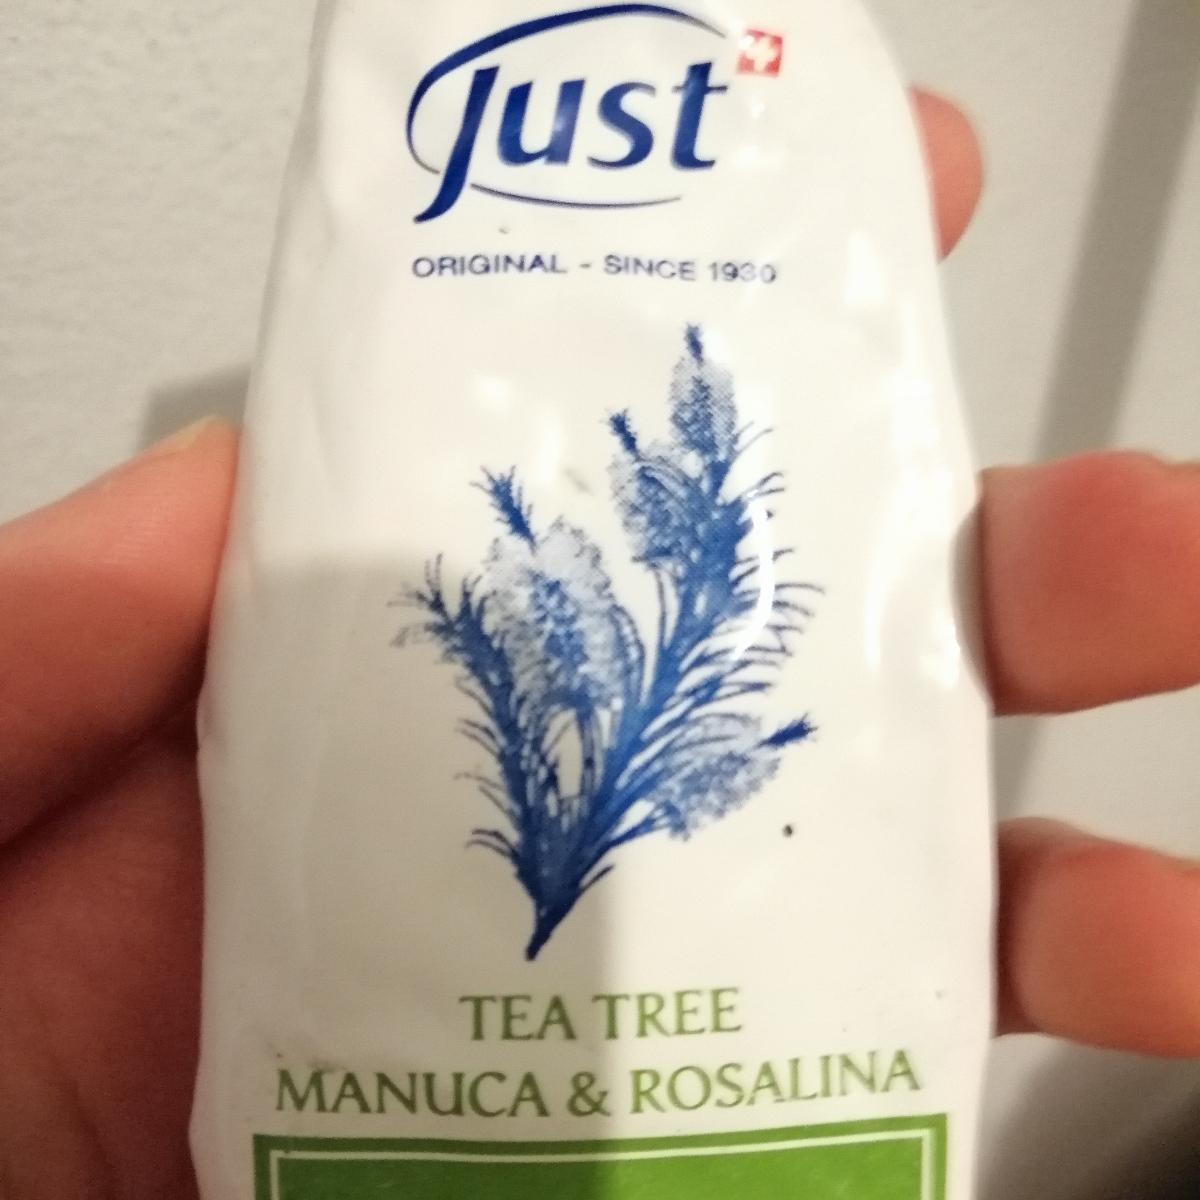 Just
ORIGINAL - SINCE 1930
TEA TREE
MANUCA & ROSALINA